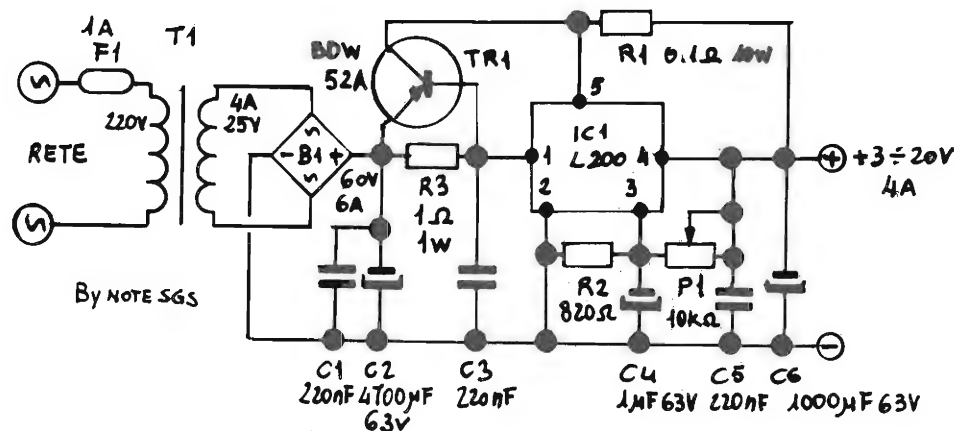 1A
F1
T1
RETE
220V
4A
25V
B1
60V
6A
BDW
52A
TR1
R3
1Ω
1W
R1 0.1Ω 10W
5
IC1
L200
1
4
2
3
+3÷20V
4A
R2
820Ω
P1
10KΩ
By NOTE SGS
C1
220nF
C2
4700µF
63V
C3
220nF
C4
1µF 63V
C5
220nF
C6
1000µF 63V